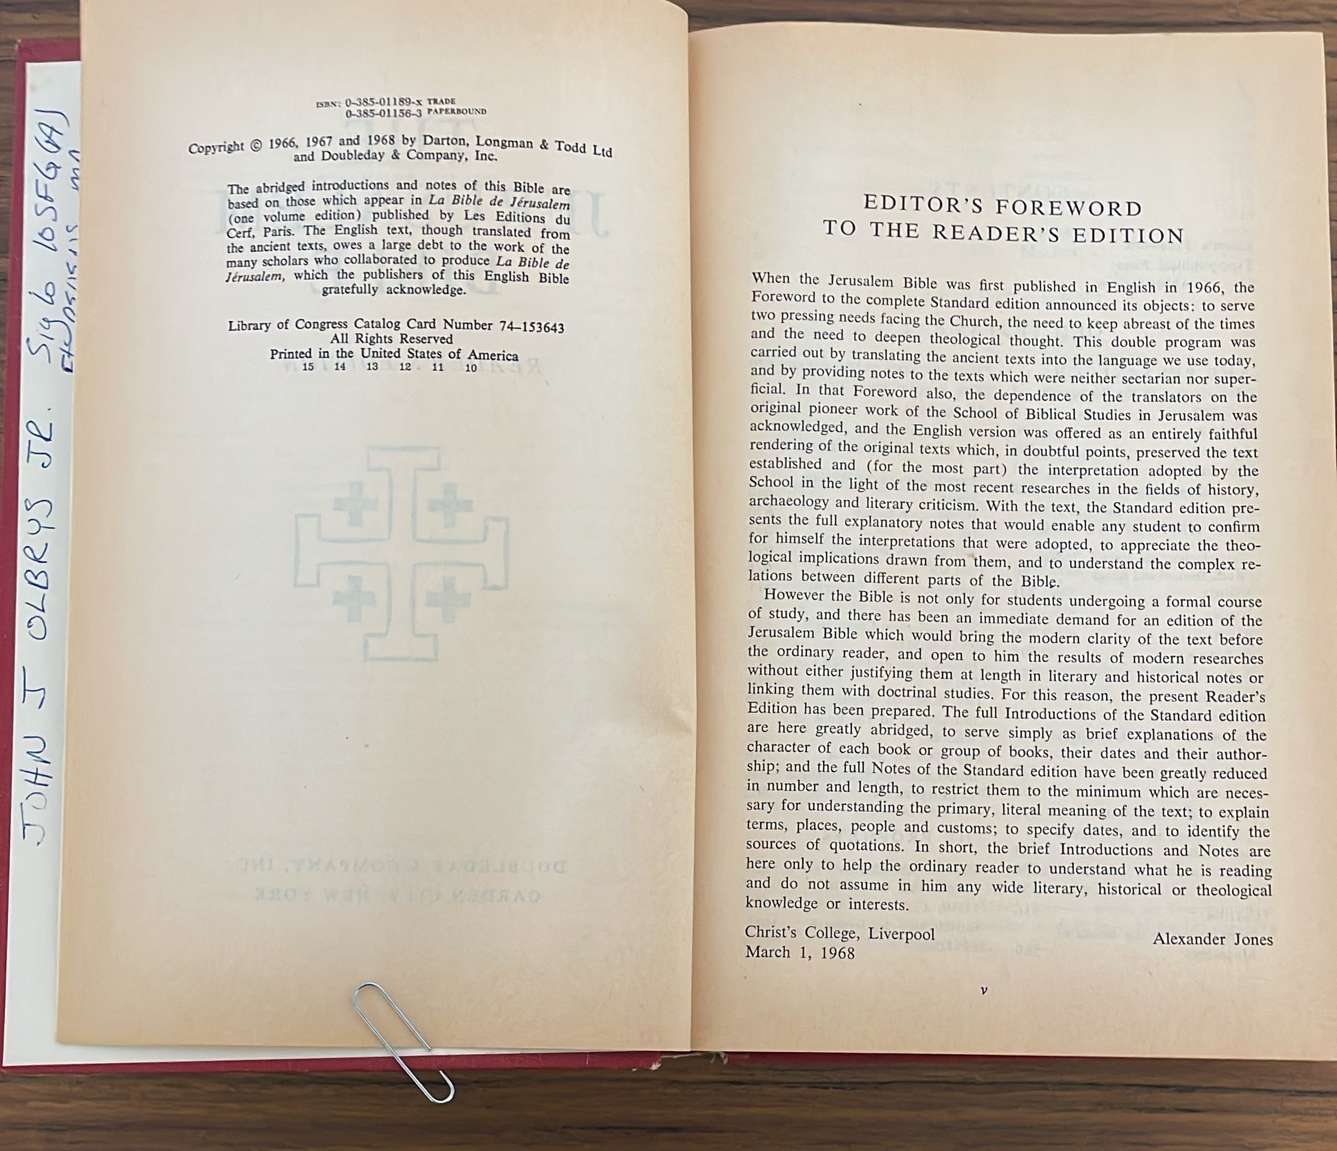 JOHN J OLBRYS JR.
ISBN: 0–385–01189–x TRADE
0–385–01156–3 PAPERBOUND
Copyright © 1966, 1967 and 1968 by Darton, Longman & Todd Ltd
and Doubleday & Company, Inc.
The abridged introductions and notes of this Bible are
based on those which appear in La Bible de Jérusalem
(one volume edition) published by Les Editions du
Cerf, Paris. The English text, though translated from
the ancient texts, owes a large debt to the work of the
many scholars who collaborated to produce La Bible de
Jérusalem, which the publishers of this English Bible
gratefully acknowledge.
Library of Congress Catalog Card Number 74–153643
All Rights Reserved
Printed in the United States of America
15 14 13 12 11 10
EDITOR'S FOREWORD
TO THE READER'S EDITION
When the Jerusalem Bible was first published in English in 1966, the
Foreword to the complete Standard edition announced its objects: to serve
two pressing needs facing the Church, the need to keep abreast of the times
and the need to deepen theological thought. This double program was
carried out by translating the ancient texts into the language we use today,
and by providing notes to the texts which were neither sectarian nor super-
ficial. In that Foreword also, the dependence of the translators on the
original pioneer work of the School of Biblical Studies in Jerusalem was
acknowledged, and the English version was offered as an entirely faithful
rendering of the original texts which, in doubtful points, preserved the text
established and (for the most part) the interpretation adopted by the
School in the light of the most recent researches in the fields of history,
archaeology and literary criticism. With the text, the Standard edition pre-
sents the full explanatory notes that would enable any student to confirm
for himself the interpretations that were adopted, to appreciate the theo-
logical implications drawn from them, and to understand the complex re-
lations between different parts of the Bible.
However the Bible is not only for students undergoing a formal course
of study, and there has been an immediate demand for an edition of the
Jerusalem Bible which would bring the modern clarity of the text before
the ordinary reader, and open to him the results of modern researches
without either justifying them at length in literary and historical notes or
linking them with doctrinal studies. For this reason, the present Reader's
Edition has been prepared. The full Introductions of the Standard edition
are here greatly abridged, to serve simply as brief explanations of the
character of each book or group of books, their dates and their author-
ship; and the full Notes of the Standard edition have been greatly reduced
in number and length, to restrict them to the minimum which are neces-
sary for understanding the primary, literal meaning of the text; to explain
terms, places, people and customs; to specify dates, and to identify the
sources of quotations. In short, the brief Introductions and Notes are
here only to help the ordinary reader to understand what he is reading
and do not assume in him any wide literary, historical or theological
knowledge or interests.
Christ's College, Liverpool
March 1, 1968
Alexander Jones
v